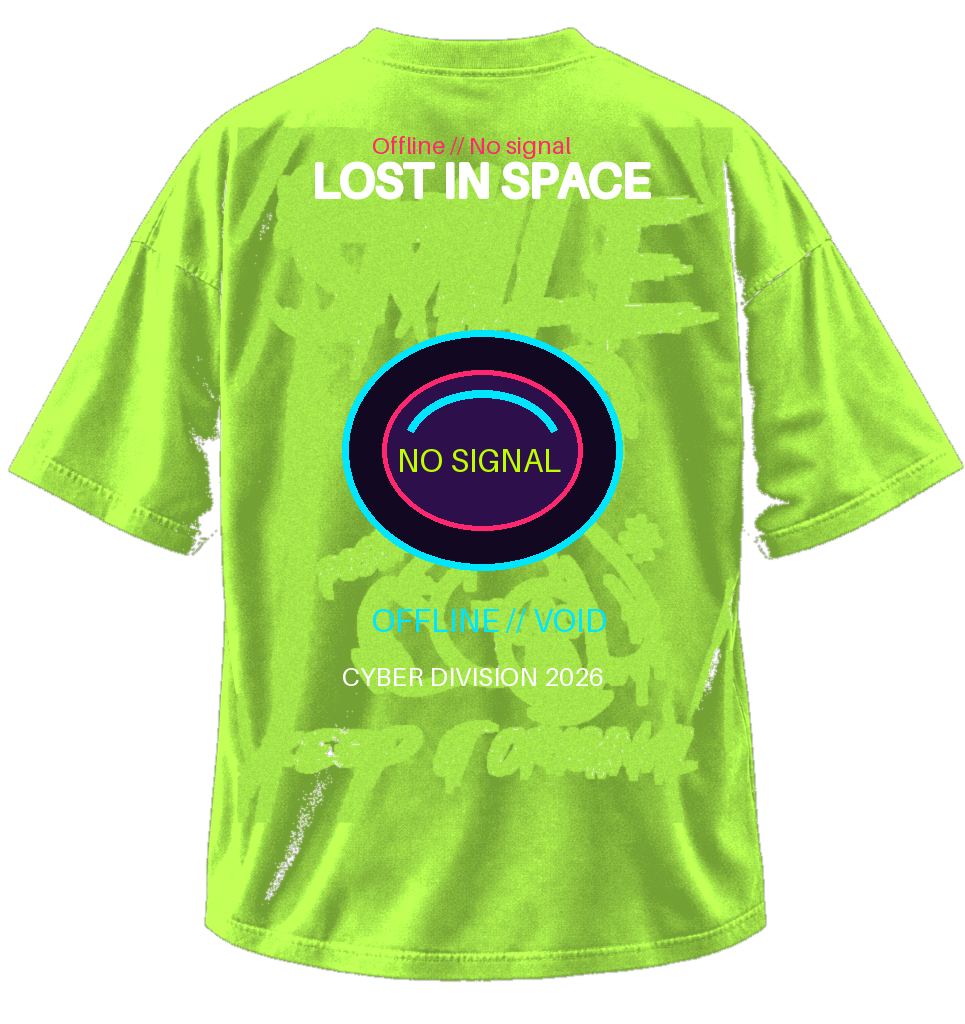 Offline // No signal
LOST IN SPACE
NO SIGNAL
OFFLINE // VOID
CYBER DIVISION 2026